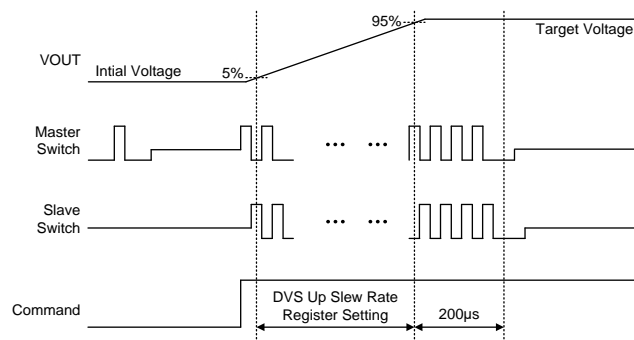 95%
Target Voltage
VOUT
Intial Voltage
5%
Master
Switch
... ...
Slave
Switch
... ...
Command
DVS Up Slew Rate
Register Setting
200μs